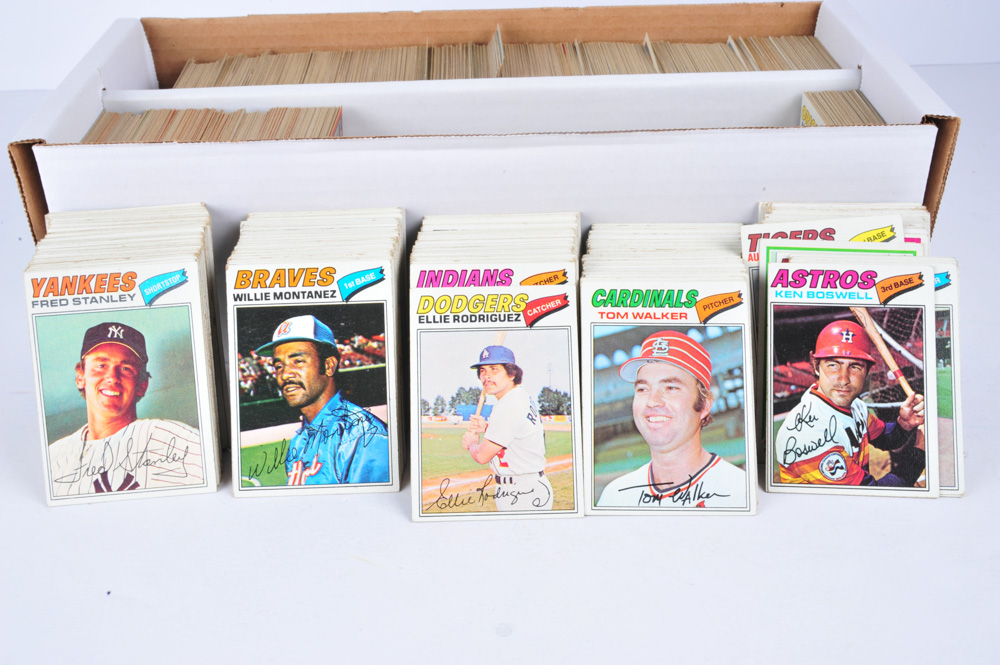 YANKEES
FRED STANLEY
SHORTSTOP
Fred Stanley
BRAVES
WILLIE MONTANEZ
1st BASE
Willie Montanez
INDIANS
PITCHER
DODGERS
ELLIE RODRIGUEZ
CATCHER
Ellie Rodriguez
CARDINALS
TOM WALKER
PITCHER
Tom Walker
TIGERS
BASE
ASTROS
KEN BOSWELL
3rd BASE
Ken Boswell